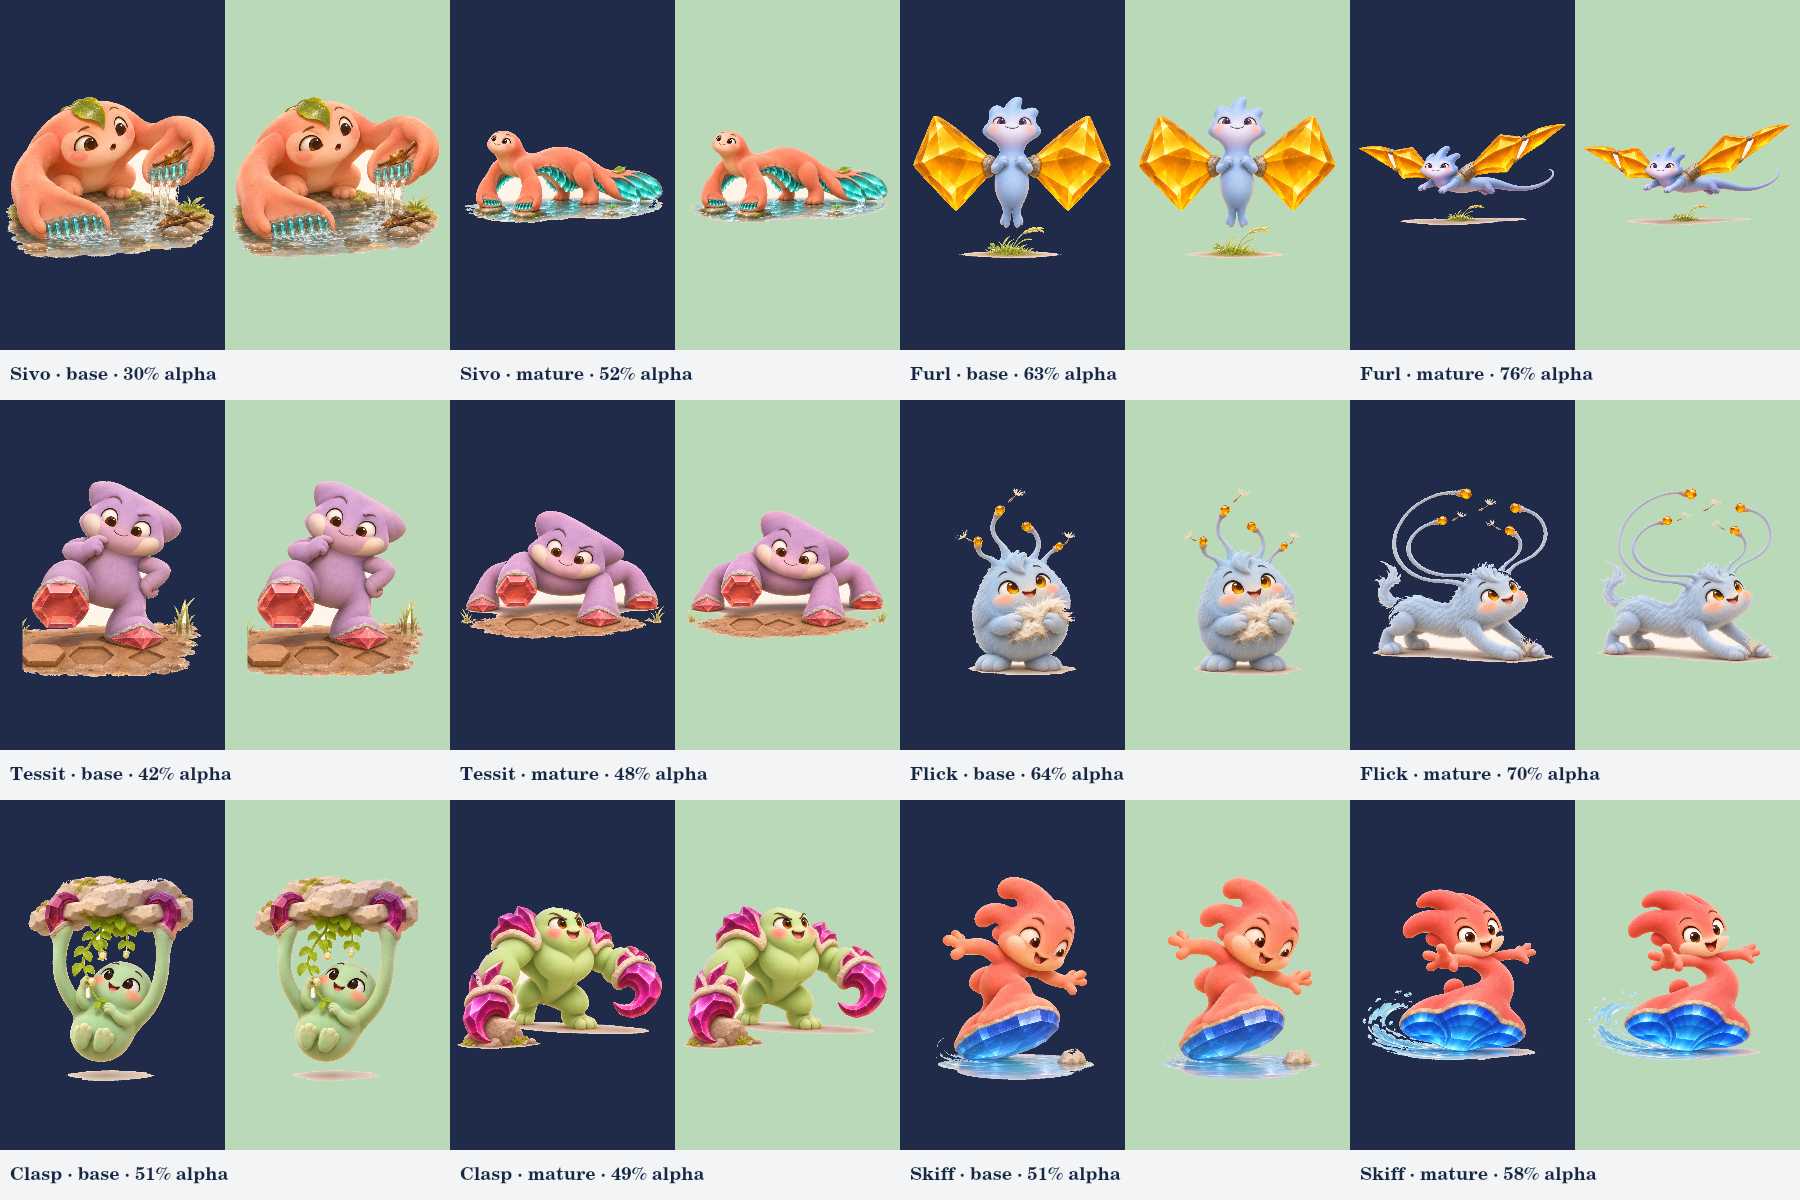 Sivo · base · 30% alpha
Sivo · mature · 52% alpha
Furl · base · 63% alpha
Furl · mature · 76% alpha
Tessit · base · 42% alpha
Tessit · mature · 48% alpha
Flick · base · 64% alpha
Flick · mature · 70% alpha
Clasp · base · 51% alpha
Clasp · mature · 49% alpha
Skiff · base · 51% alpha
Skiff · mature · 58% alpha